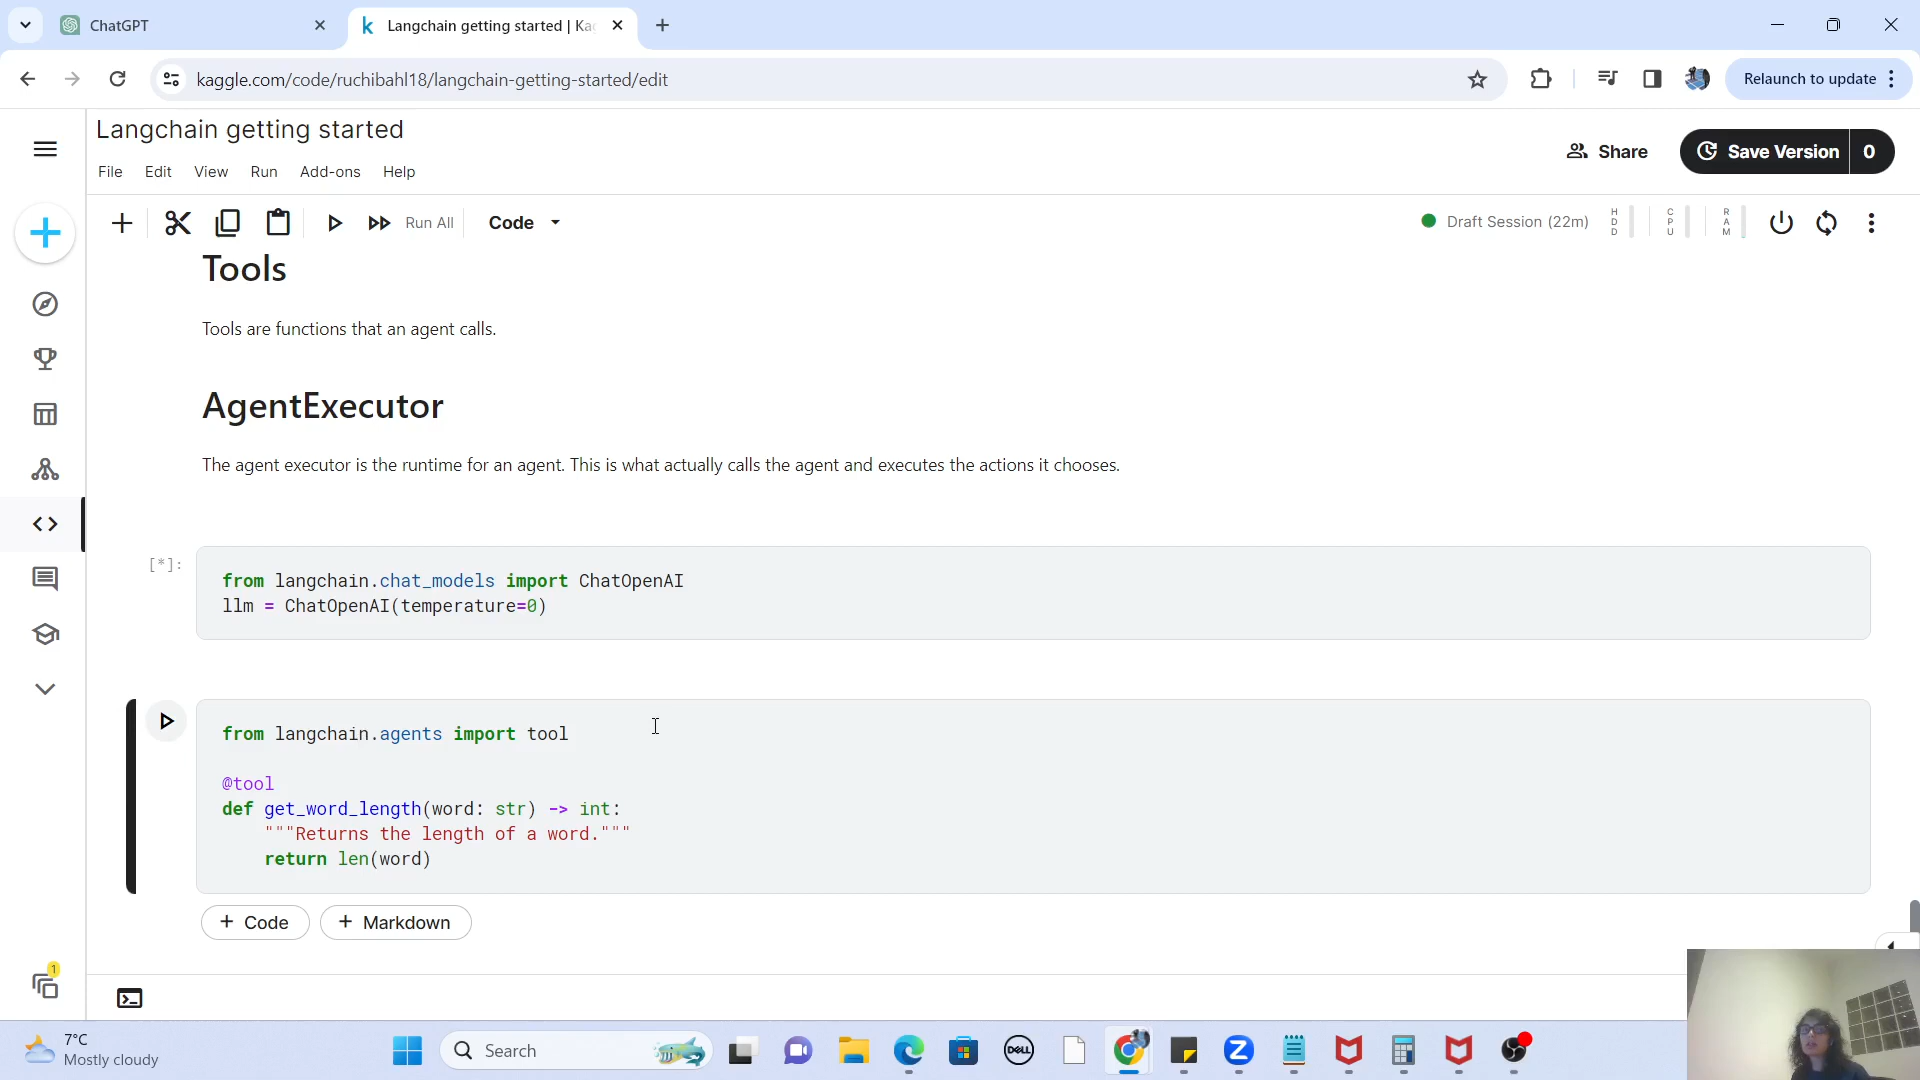 ChatGPT
Langchain getting started | Ka
kaggle.com/code/ruchibahl18/langchain-getting-started/edit
Relaunch to update
Langchain getting started
File Edit View Run Add-ons Help
Share
Save Version 0
Run All
Code
Draft Session (22m)
HDD
CPU
RAM
Tools
Tools are functions that an agent calls.
AgentExecutor
The agent executor is the runtime for an agent. This is what actually calls the agent and executes the actions it chooses.
[*]:
from langchain.chat_models import ChatOpenAI
llm = ChatOpenAI(temperature=0)
from langchain.agents import tool
@tool
def get_word_length(word: str) -> int:
"""Returns the length of a word."""
return len(word)
+ Code
+ Markdown
1
7°C
Mostly cloudy
Search
DELL